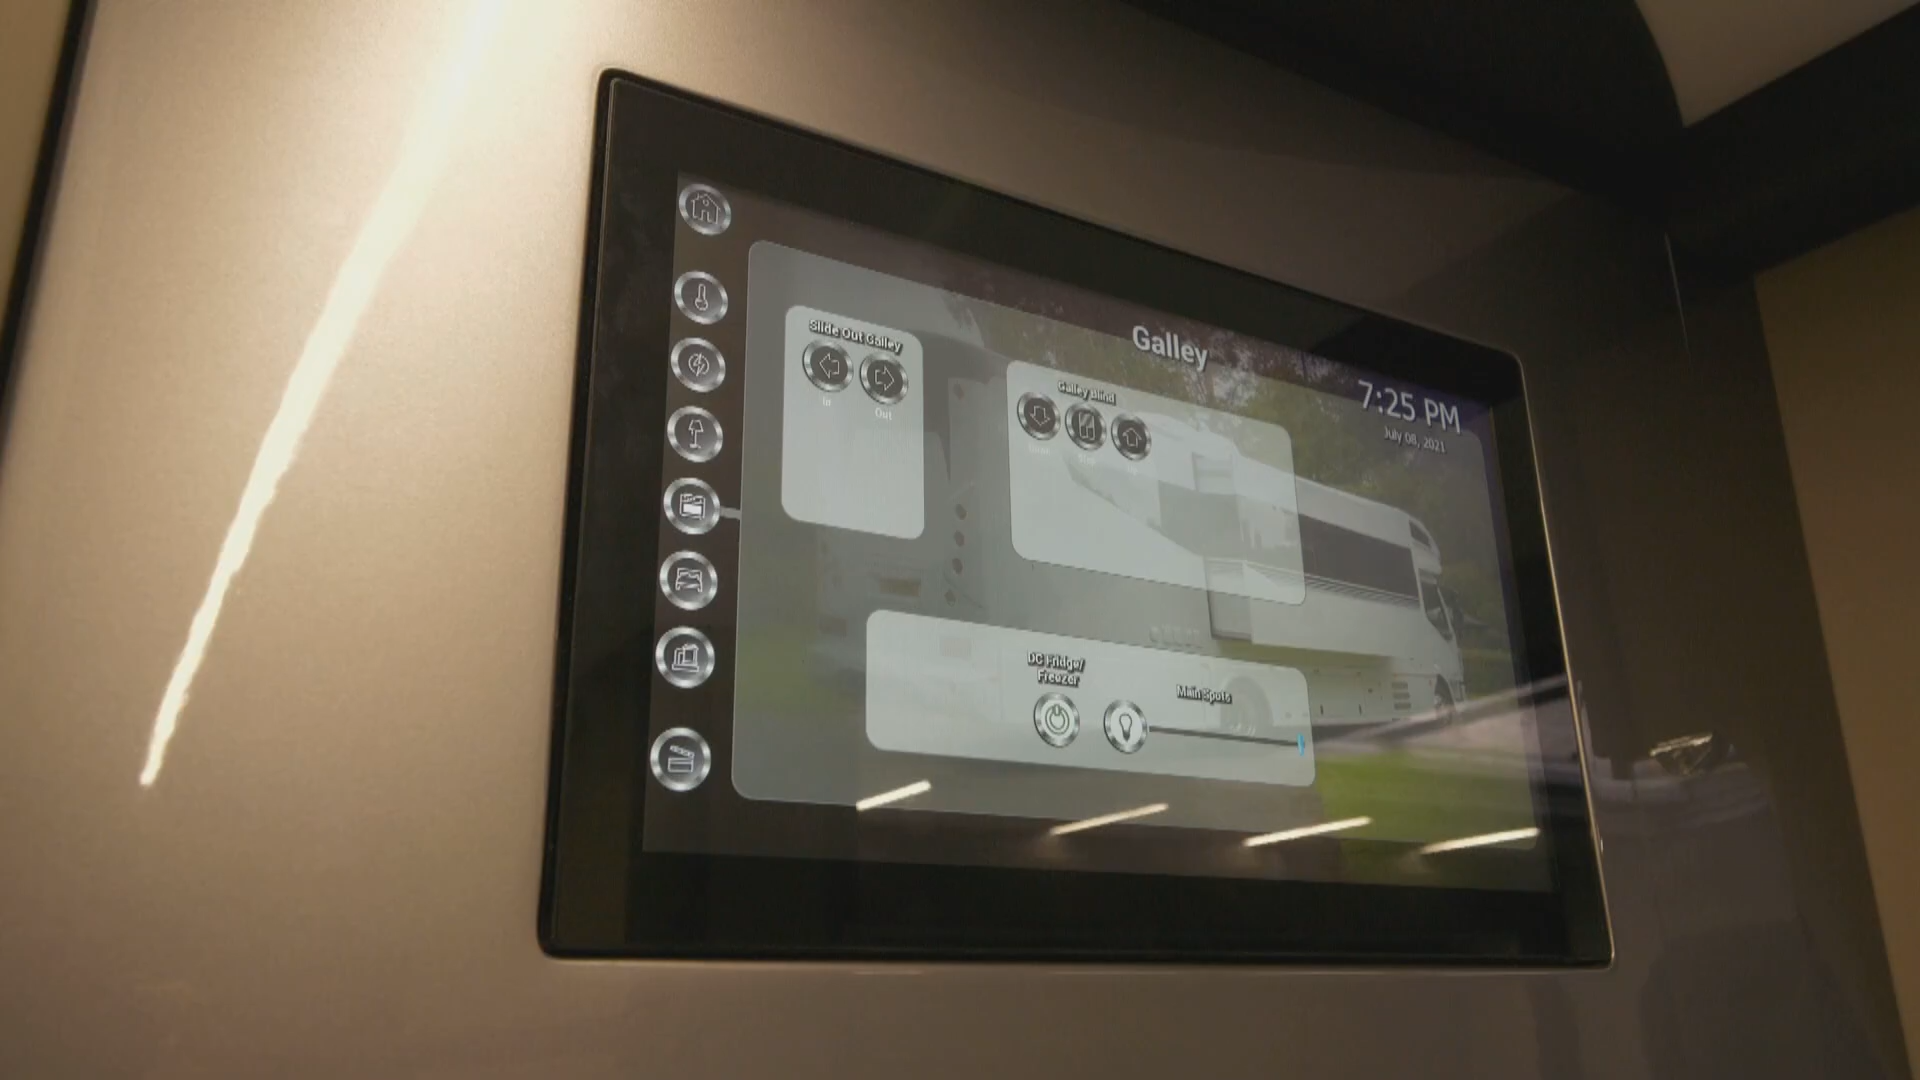 Galley
7:25 PM
July 08, 2021
Slide Out Galley
In
Out
Galley Blind
DC Fridge/
Freezer
Main Spots